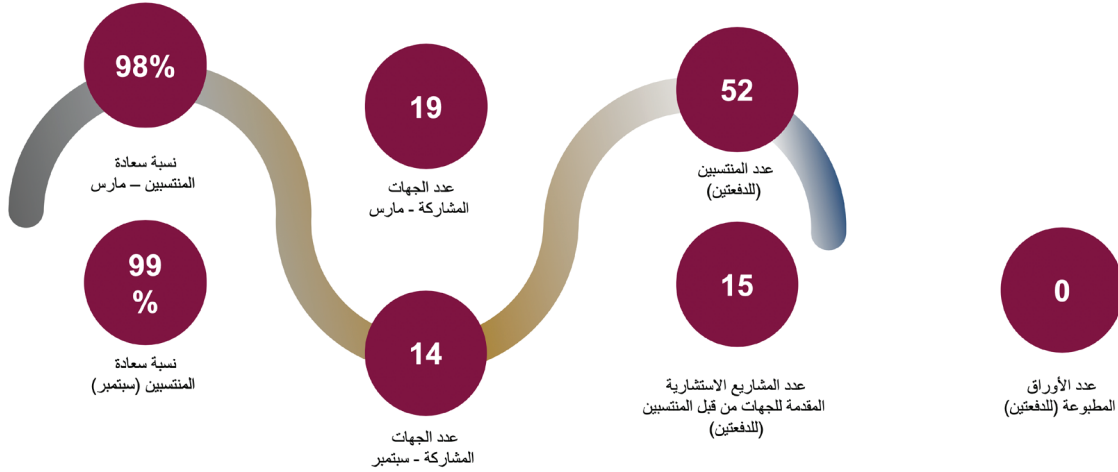 98%
نسبة سعادة
المنتسبين – مارس
19
عدد الجهات
المشاركة - مارس
52
عدد المنتسبين
(للدفعتين)
99
%
نسبة سعادة
المنتسبين (سبتمبر)
14
عدد الجهات
المشاركة - سبتمبر
15
عدد المشاريع الاستشارية
المقدمة للجهات من قبل المنتسبين
(للدفعتين)
0
عدد الأوراق
المطبوعة (للدفعتين)